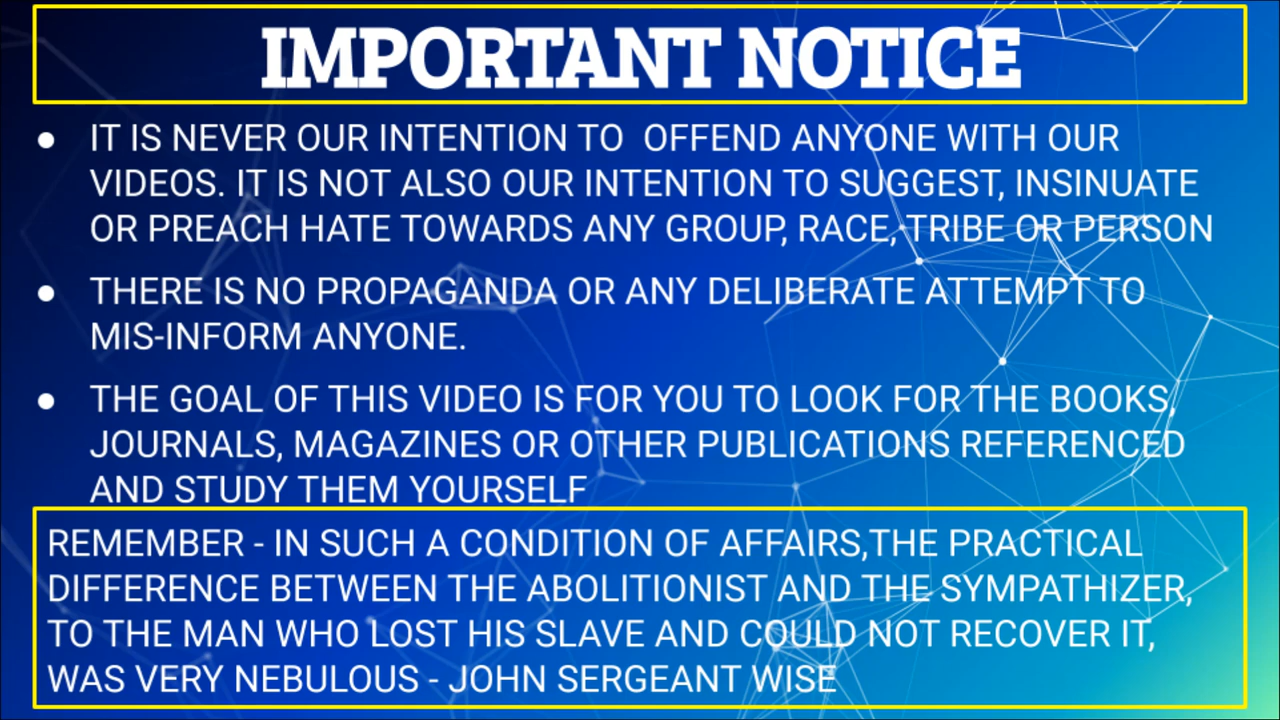 IMPORTANT NOTICE
● IT IS NEVER OUR INTENTION TO OFFEND ANYONE WITH OUR
VIDEOS. IT IS NOT ALSO OUR INTENTION TO SUGGEST, INSINUATE
OR PREACH HATE TOWARDS ANY GROUP, RACE, TRIBE OR PERSON
● THERE IS NO PROPAGANDA OR ANY DELIBERATE ATTEMPT TO
MIS-INFORM ANYONE.
● THE GOAL OF THIS VIDEO IS FOR YOU TO LOOK FOR THE BOOKS,
JOURNALS, MAGAZINES OR OTHER PUBLICATIONS REFERENCED
AND STUDY THEM YOURSELF
REMEMBER - IN SUCH A CONDITION OF AFFAIRS,THE PRACTICAL
DIFFERENCE BETWEEN THE ABOLITIONIST AND THE SYMPATHIZER,
TO THE MAN WHO LOST HIS SLAVE AND COULD NOT RECOVER IT,
WAS VERY NEBULOUS - JOHN SERGEANT WISE